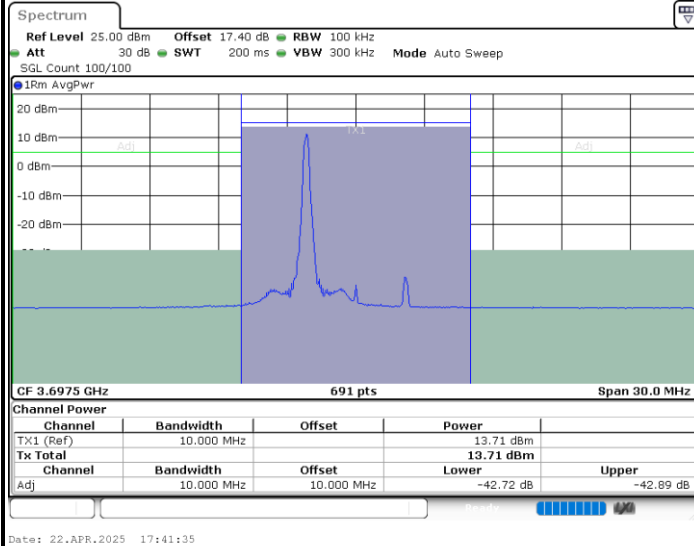 Spectrum
Ref Level 25.00 dBm Offset 17.40 dB RBW 100 kHz
Att 30 dB SWT 200 ms VBW 300 kHz Mode Auto Sweep
SGL Count 100/100
1Rm AvgPwr
20 dBm
TX1
10 dBm
Adj Adj
0 dBm
-10 dBm
-20 dBm
CF 3.6975 GHz 691 pts Span 30.0 MHz
Channel Power
Channel Bandwidth Offset Power
TX1 (Ref) 10.000 MHz 13.71 dBm
Tx Total 13.71 dBm
Channel Bandwidth Offset Lower Upper
Adj 10.000 MHz 10.000 MHz -42.72 dB -42.89 dB
Ready
Date: 22.APR.2025 17:41:35